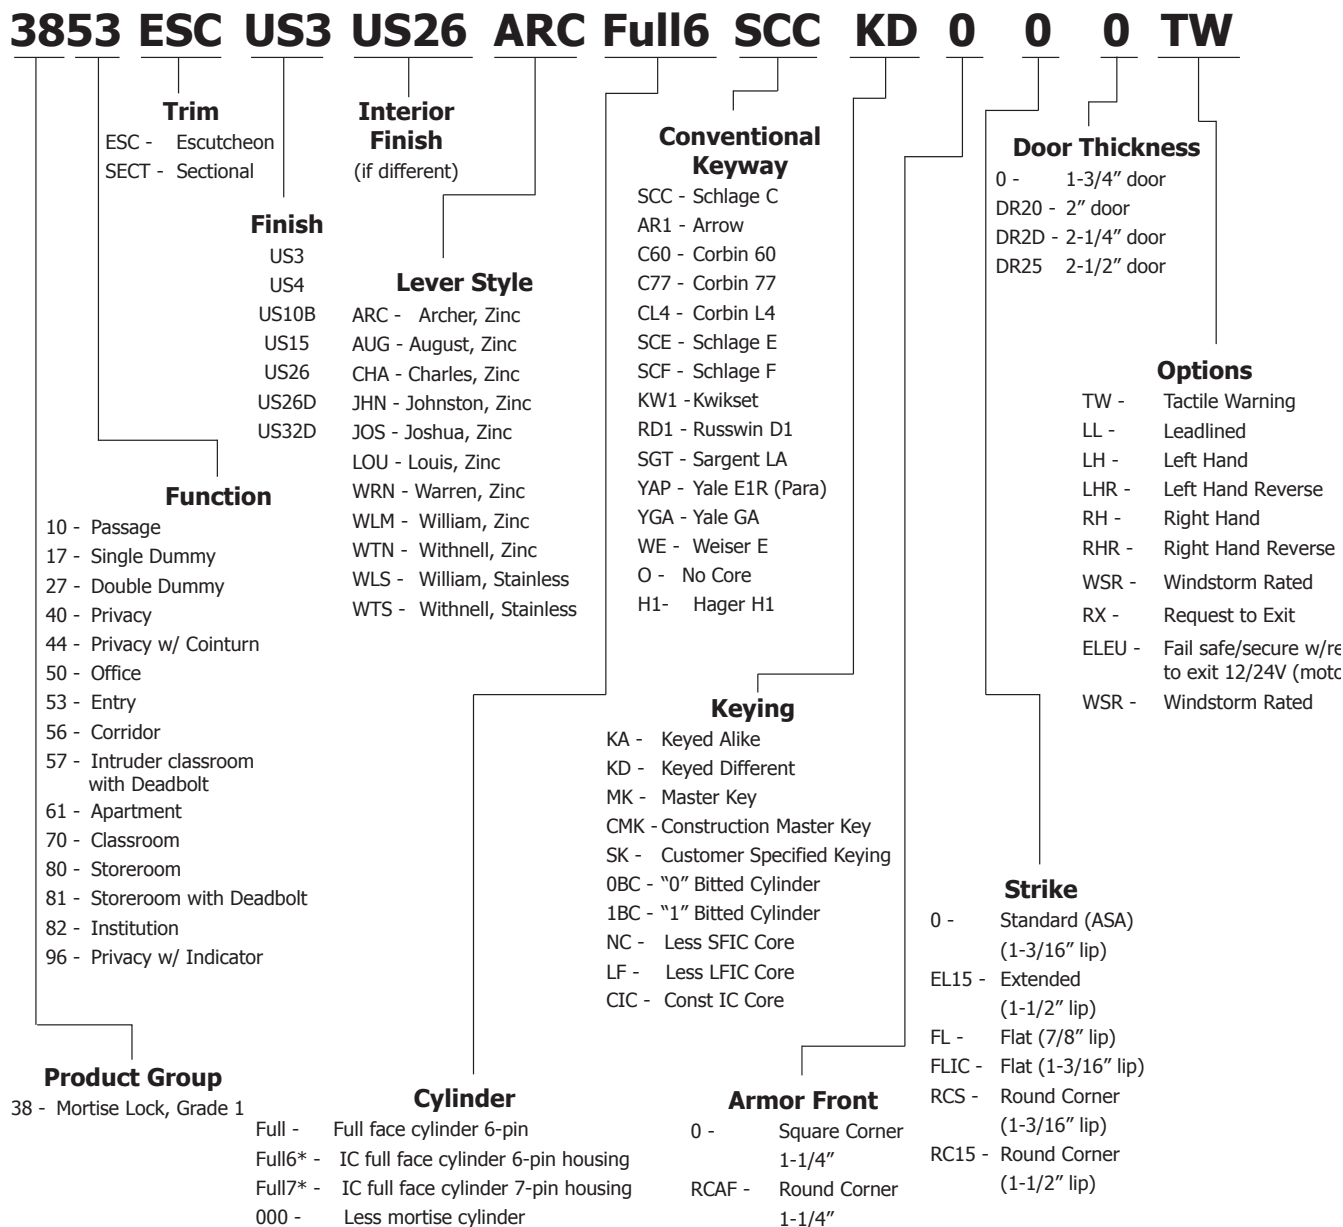 3853 ESC US3 US26 ARC Full6 SCC KD 0 0 0 TW
Trim
ESC - Escutcheon
SECT - Sectional
Finish
US3
US4
US10B
US15
US26
US26D
US32D
Interior
Finish
(if different)
Lever Style
ARC - Archer, Zinc
AUG - August, Zinc
CHA - Charles, Zinc
JHN - Johnston, Zinc
JOS - Joshua, Zinc
LOU - Louis, Zinc
WRN - Warren, Zinc
WLM - William, Zinc
WTN - Withnell, Zinc
WLS - William, Stainless
WTS - Withnell, Stainless
Function
10 - Passage
17 - Single Dummy
27 - Double Dummy
40 - Privacy
44 - Privacy w/ Cointurn
50 - Office
53 - Entry
56 - Corridor
57 - Intruder classroom
with Deadbolt
61 - Apartment
70 - Classroom
80 - Storeroom
81 - Storeroom with Deadbolt
82 - Institution
96 - Privacy w/ Indicator
Product Group
38 - Mortise Lock, Grade 1
Cylinder
Full - Full face cylinder 6-pin
Full6* - IC full face cylinder 6-pin housing
Full7* - IC full face cylinder 7-pin housing
000 - Less mortise cylinder
Conventional
Keyway
SCC - Schlage C
AR1 - Arrow
C60 - Corbin 60
C77 - Corbin 77
CL4 - Corbin L4
SCE - Schlage E
SCF - Schlage F
KW1 -Kwikset
RD1 - Russwin D1
SGT - Sargent LA
YAP - Yale E1R (Para)
YGA - Yale GA
WE - Weiser E
O - No Core
H1- Hager H1
Keying
KA - Keyed Alike
KD - Keyed Different
MK - Master Key
CMK - Construction Master Key
SK - Customer Specified Keying
0BC - “0” Bitted Cylinder
1BC - “1” Bitted Cylinder
NC - Less SFIC Core
LF - Less LFIC Core
CIC - Const IC Core
Armor Front
0 - Square Corner
1-1/4”
RCAF - Round Corner
1-1/4”
Strike
0 - Standard (ASA)
(1-3/16” lip)
EL15 - Extended
(1-1/2” lip)
FL - Flat (7/8” lip)
FLIC - Flat (1-3/16” lip)
RCS - Round Corner
(1-3/16” lip)
RC15 - Round Corner
(1-1/2” lip)
Door Thickness
0 - 1-3/4” door
DR20 - 2” door
DR2D - 2-1/4” door
DR25 2-1/2” door
Options
TW - Tactile Warning
LL - Leadlined
LH - Left Hand
LHR - Left Hand Reverse
RH - Right Hand
RHR - Right Hand Reverse
WSR - Windstorm Rated
RX - Request to Exit
ELEU - Fail safe/secure w/re
to exit 12/24V (moto
WSR - Windstorm Rated